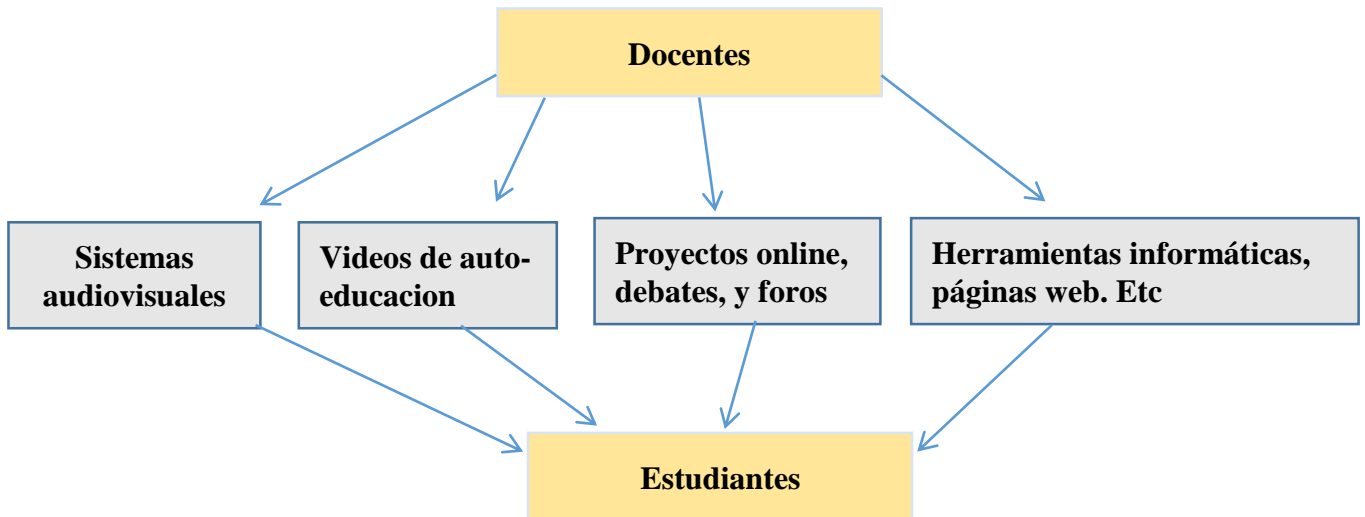 Docentes
Sistemas
audiovisuales
Videos de auto-
educacion
Proyectos online,
debates, y foros
Herramientas informáticas,
páginas web. Etc
Estudiantes